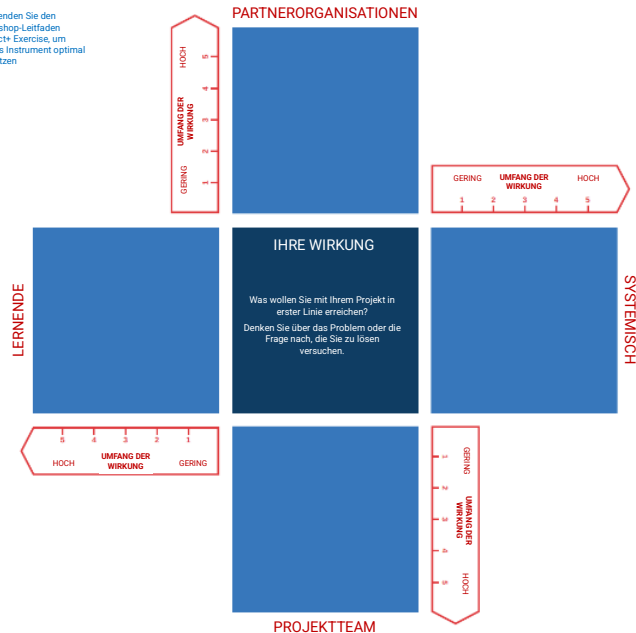 PARTNERORGANISATIONEN
enden Sie den
shop-Leitfaden
ct+ Exercise, um
s Instrument optimal
tzen
HOCH
UMFANG DER
WIRKUNG
GERING
5
4
3
2
1
GERING
UMFANG DER
WIRKUNG
HOCH
1 2 3 4 5
IHRE WIRKUNG
Was wollen Sie mit Ihrem Projekt in
erster Linie erreichen?
Denken Sie über das Problem oder die
Frage nach, die Sie zu lösen
versuchen.
LERNENDE
SYSTEMISCH
5 4 3 2 1
HOCH
UMFANG DER
WIRKUNG
GERING
1
2
3
4
5
GERING
UMFANG DER
WIRKUNG
HOCH
PROJEKTTEAM